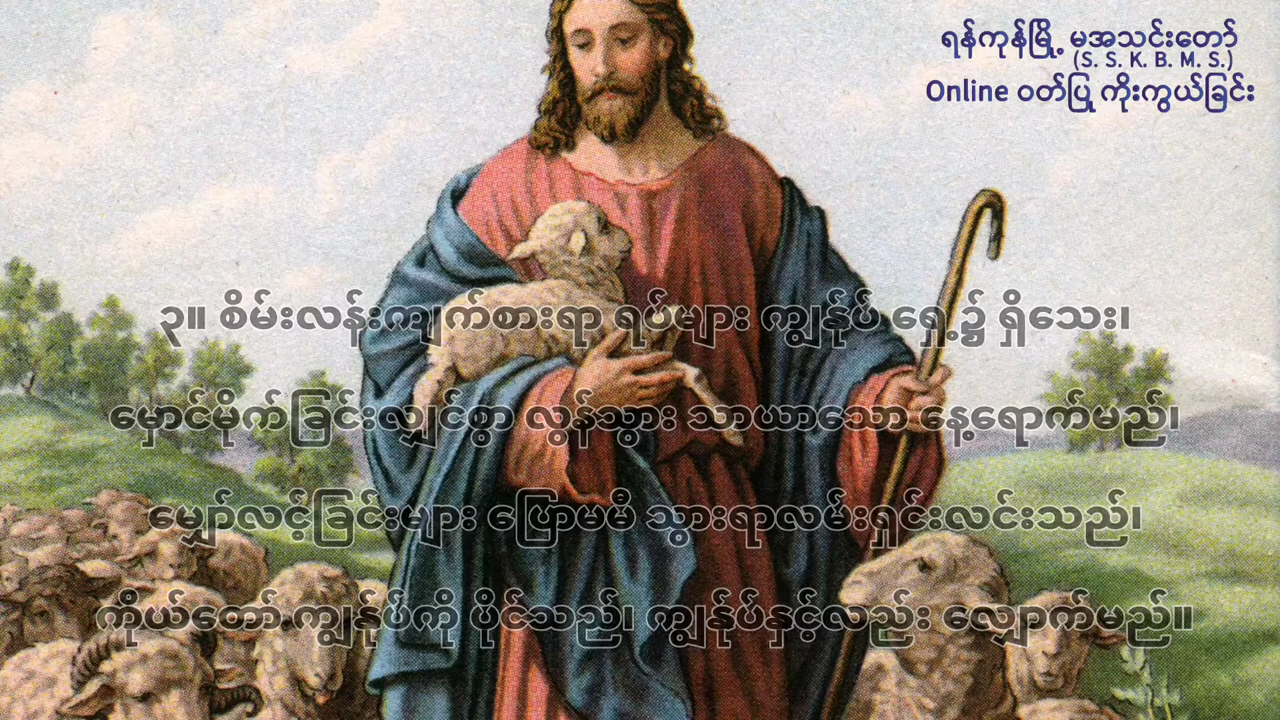 ရန်ကုန်မြို့ မအသင်းတော်
(S. S. K. B. M. S.)
Online ဝတ်ပြု ကိုးကွယ်ခြင်း
၃။ စိမ်းလန်းကျက်စားရာ ရင်များ ကျွန်ုပ်ရှေ့၌ ရှိသေး၊
မှောင်မိုက်ခြင်း မျှင်စွာ လွန်သွား သာယာသော နေ့ရောက်မည်၊
မျှော်လင့်ခြင်းများ ပြောမမီ သွားရာလမ်းရှင်းလင်းသည်၊
ကိုယ်တော် ကျွန်ုပ်ကို ပိုင်သည်၊ ကျွန်ုပ်နှင့်လည်း လျှောက်မည်။